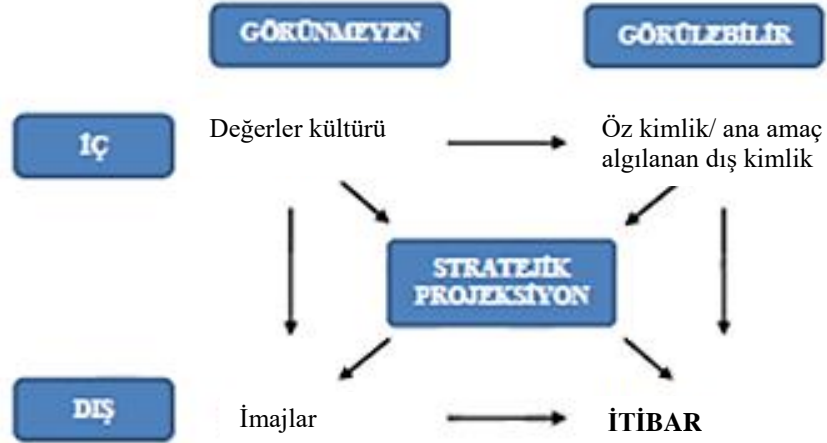 GÖRÜNMEYEN
GÖRÜLEBİLİR
İÇ
Değerler kültürü
Öz kimlik/ ana amaç
algılanan dış kimlik
STRATEJİK
PROJEKSİYON
DIŞ
İmajlar
İTİBAR